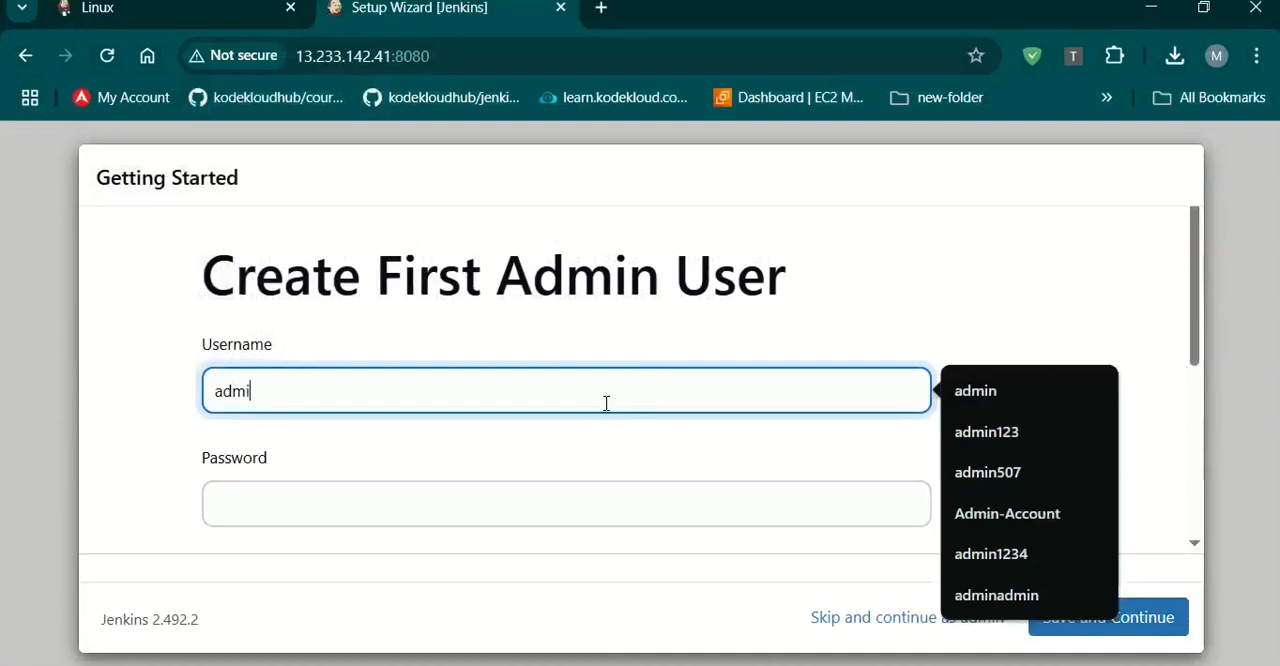 Linux
Setup Wizard [Jenkins]
Not secure
13.233.142.41:8080
T
M
My Account
kodekloudhub/cour...
kodekloudhub/jenki...
learn.kodekloud.co...
Dashboard | EC2 M...
new-folder
»
All Bookmarks
Getting Started
Create First Admin User
Username
admi
admin
admin123
admin507
Admin-Account
admin1234
adminadmin
Password
Jenkins 2.492.2
Skip and continue as admin
Save and Continue